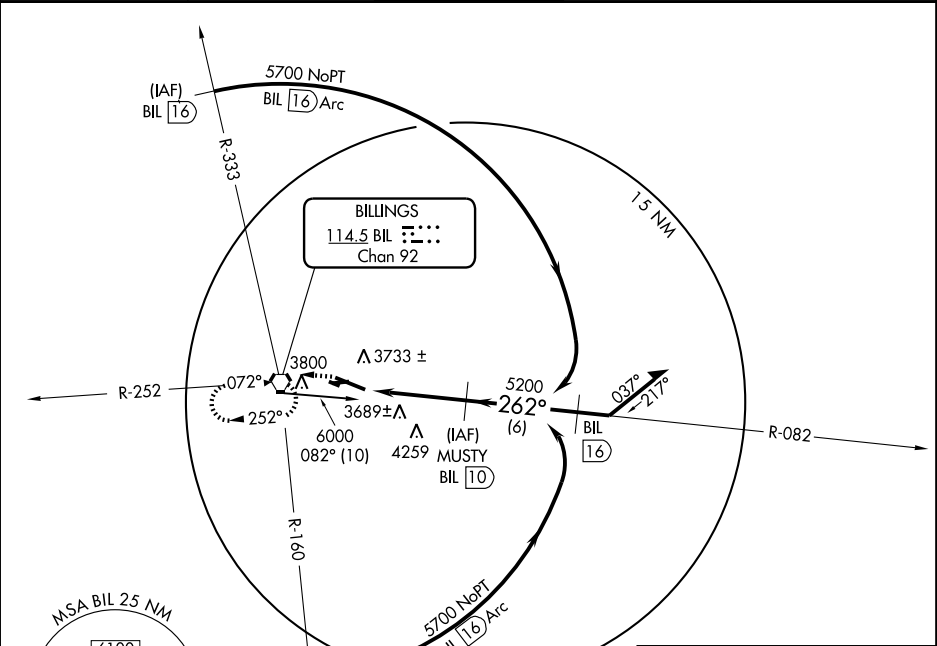 5700 NoPT
BIL 16 Arc
(IAF)
BIL 16
R-333
15 NM
BILLINGS
114.5 BIL
Chan 92
3800
3733 ±
072°
R-252
252°
3689±
6000
082° (10)
4259
(IAF)
MUSTY
BIL 10
5200
262°
(6)
037°
217°
BIL
16
R-082
R-160
5700 NoPT
16 Arc
MSA BIL 25 NM